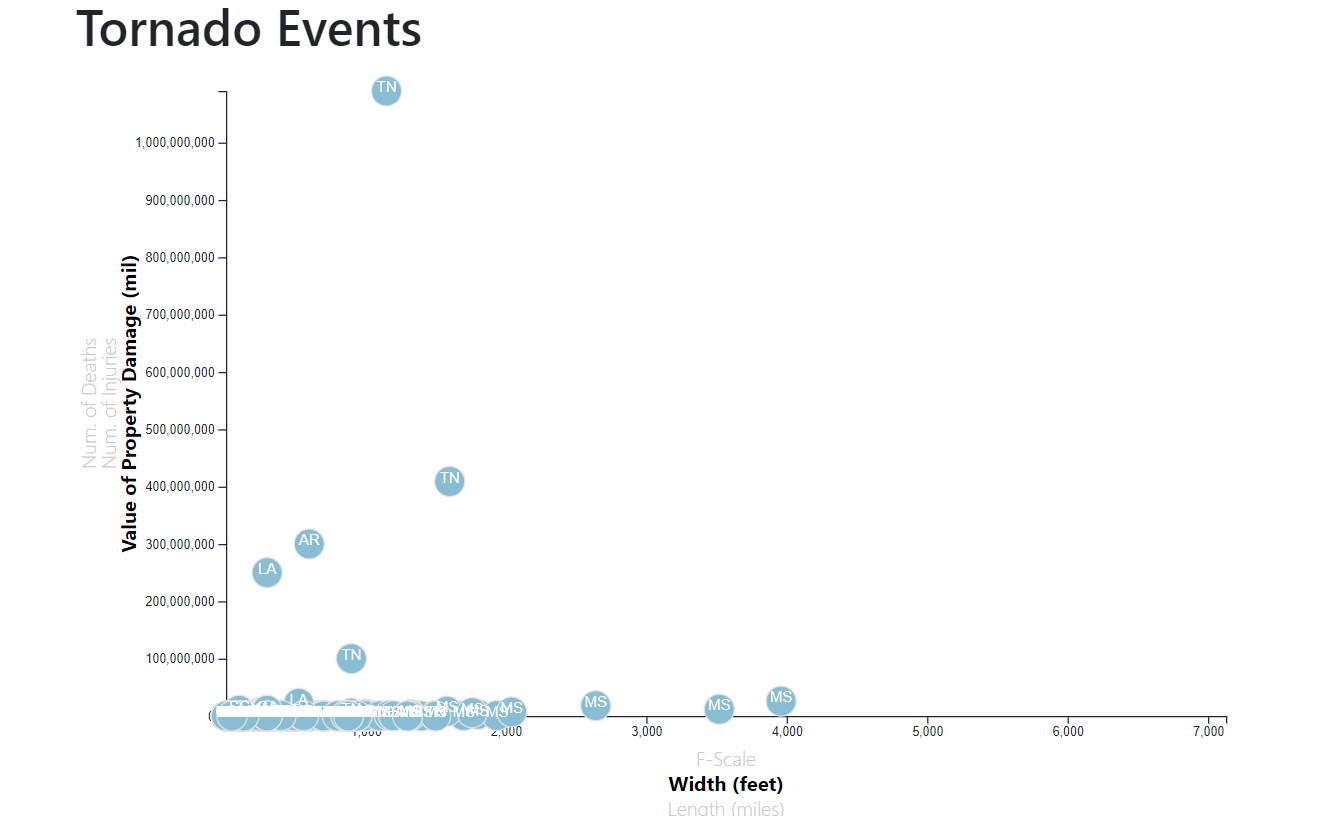 Tornado Events
TN
1,000,000,000
900,000,000
800,000,000
700,000,000
600,000,000
500,000,000
400,000,000
300,000,000
200,000,000
100,000,000
Num. of Deaths
Num. of Injuries
Value of Property Damage (mil)
TN
AR
LA
TN
LA
MS
MS
MS
MS
MS
MS
MS
1,000
2,000
3,000
4,000
5,000
6,000
7,000
F-Scale
Width (feet)
Length (miles)